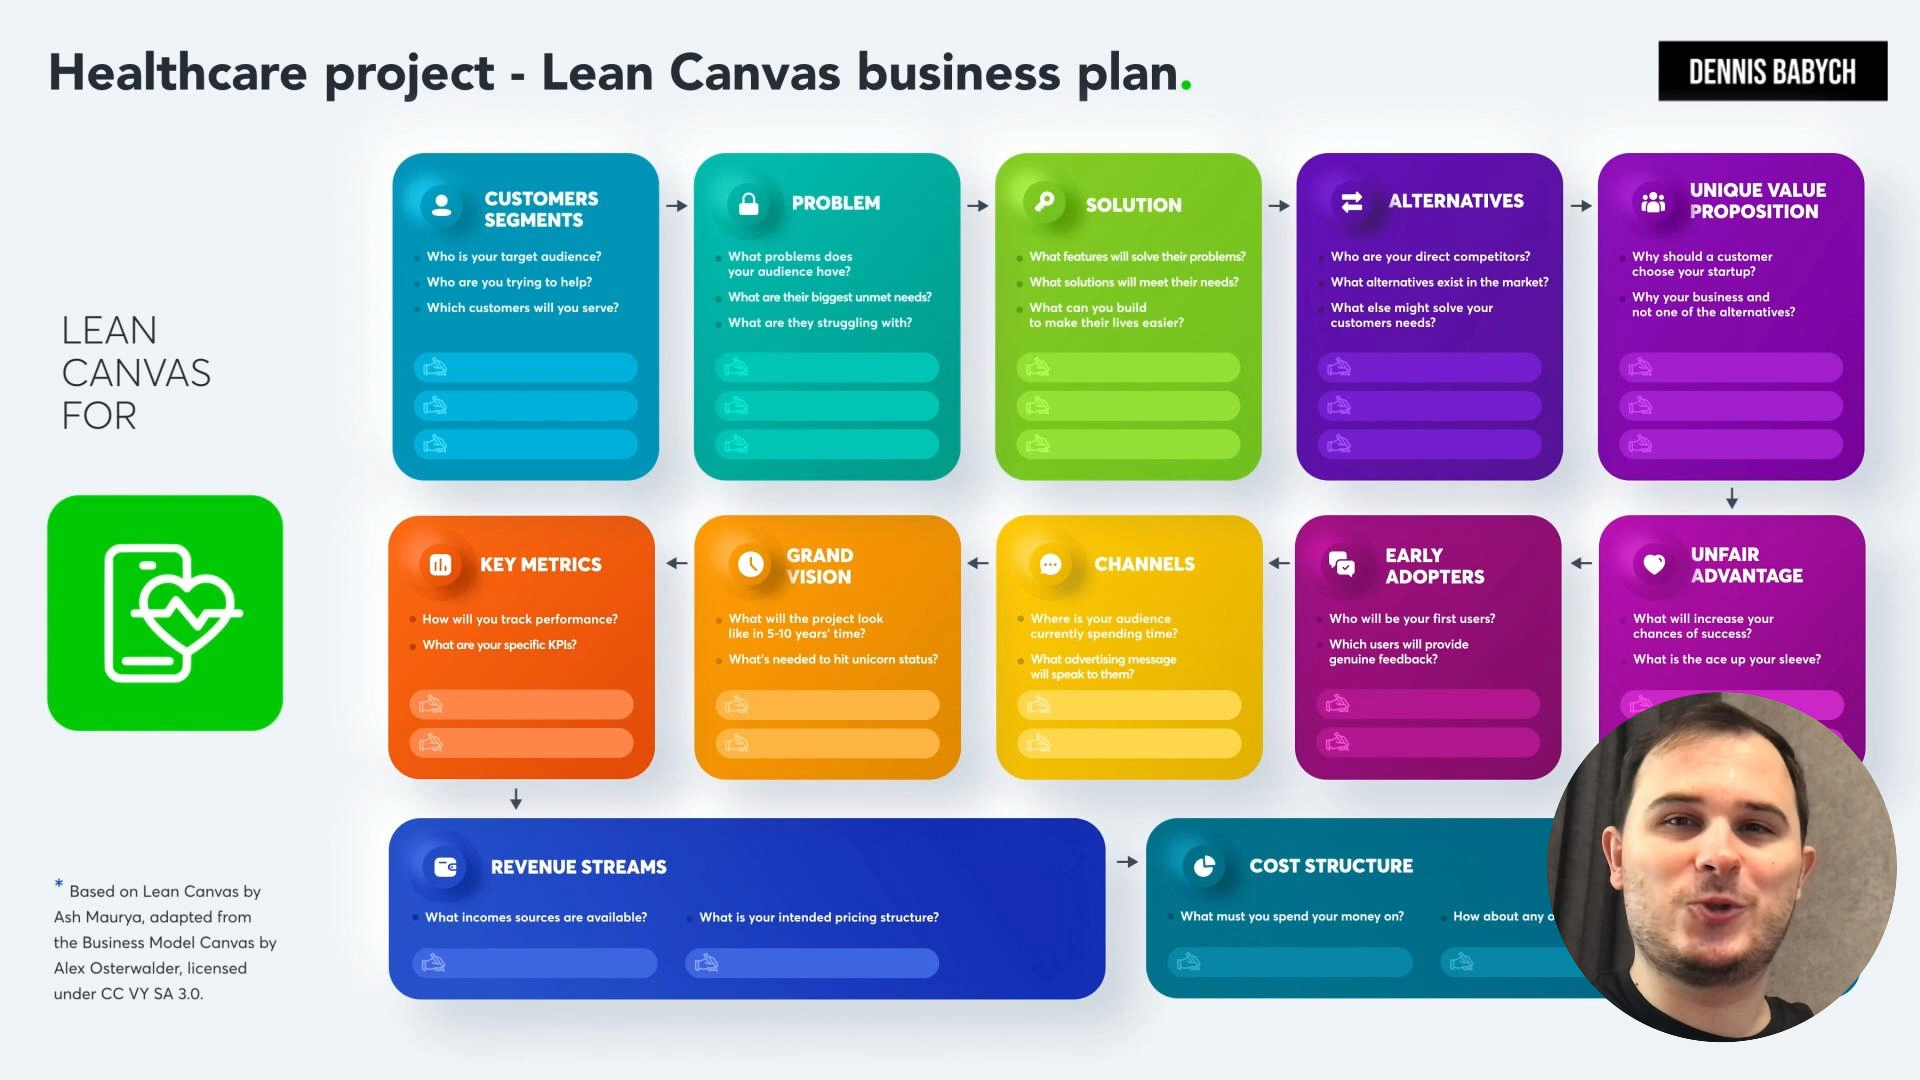 Healthcare project - Lean Canvas business plan.
DENNIS BABYCH
LEAN
CANVAS
FOR
CUSTOMERS
SEGMENTS
Who is your target audience?
Who are you trying to help?
Which customers will you serve?
PROBLEM
What problems does
your audience have?
What are their biggest unmet needs?
What are they struggling with?
SOLUTION
What features will solve their problems?
What solutions will meet their needs?
What can you build
to make their lives easier?
ALTERNATIVES
Who are your direct competitors?
What alternatives exist in the market?
What else might solve your
customers needs?
UNIQUE VALUE
PROPOSITION
Why should a customer
choose your startup?
Why your business and
not one of the alternatives?
KEY METRICS
How will you track performance?
What are your specific KPIs?
GRAND
VISION
What will the project look
like in 5-10 years' time?
What's needed to hit unicorn status?
CHANNELS
Where is your audience
currently spending time?
What advertising message
will speak to them?
EARLY
ADOPTERS
Who will be your first users?
Which users will provide
genuine feedback?
UNFAIR
ADVANTAGE
What will increase your
chances of success?
What is the ace up your sleeve?
REVENUE STREAMS
What incomes sources are available?
What is your intended pricing structure?
COST STRUCTURE
What must you spend your money on?
How about any
* Based on Lean Canvas by
Ash Maurya, adapted from
the Business Model Canvas by
Alex Osterwalder, licensed
under CC VY SA 3.0.